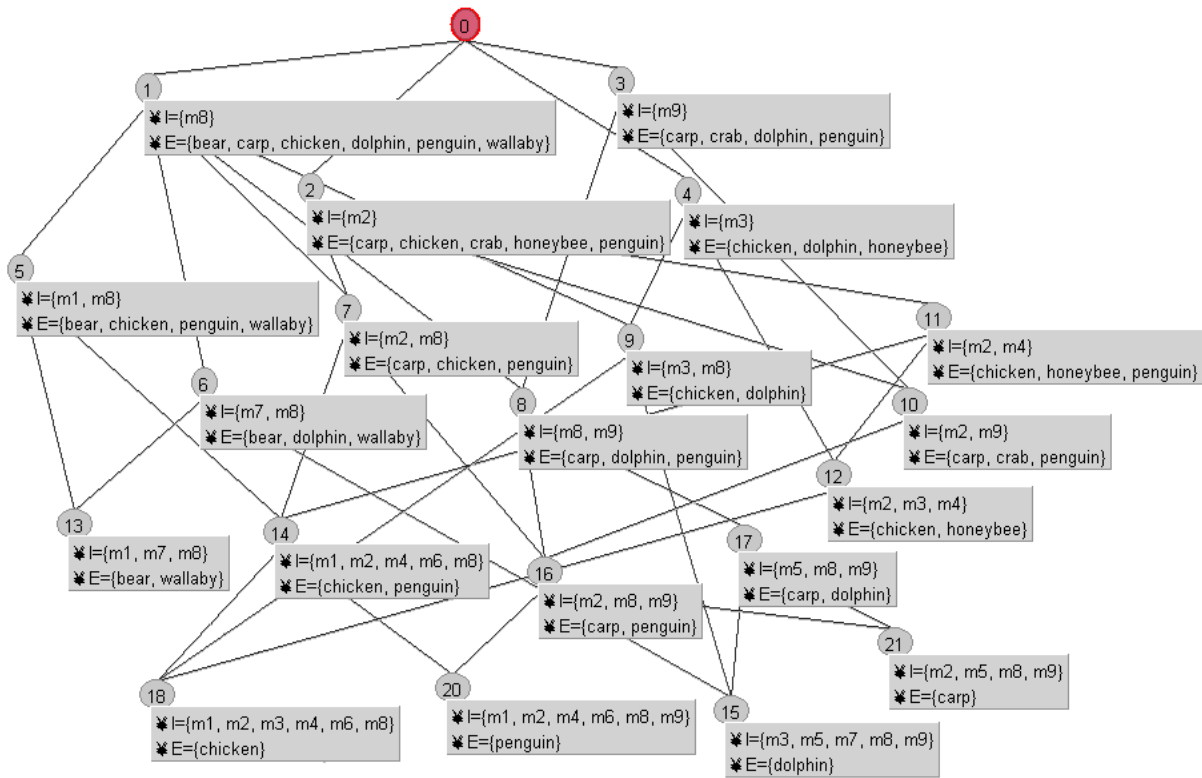 0
1
¥ I={m8}
¥ E={bear, carp, chicken, dolphin, penguin, wallaby}
3
¥ I={m9}
¥ E={carp, crab, dolphin, penguin}
2
¥ I={m2}
¥ E={carp, chicken, crab, honeybee, penguin}
4
¥ I={m3}
¥ E={chicken, dolphin, honeybee}
5
¥ I={m1, m8}
¥ E={bear, chicken, penguin, wallaby}
7
¥ I={m2, m8}
¥ E={carp, chicken, penguin}
9
¥ I={m3, m8}
¥ E={chicken, dolphin}
11
¥ I={m2, m4}
¥ E={chicken, honeybee, penguin}
6
¥ I={m7, m8}
¥ E={bear, dolphin, wallaby}
8
¥ I={m8, m9}
¥ E={carp, dolphin, penguin}
10
¥ I={m2, m9}
¥ E={carp, crab, penguin}
12
¥ I={m2, m3, m4}
¥ E={chicken, honeybee}
13
¥ I={m1, m7, m8}
¥ E={bear, wallaby}
14
¥ I={m1, m2, m4, m6, m8}
¥ E={chicken, penguin}
16
¥ I={m2, m8, m9}
¥ E={carp, penguin}
17
¥ I={m5, m8, m9}
¥ E={carp, dolphin}
21
¥ I={m2, m5, m8, m9}
¥ E={carp}
18
¥ I={m1, m2, m3, m4, m6, m8}
¥ E={chicken}
20
¥ I={m1, m2, m4, m6, m8, m9}
¥ E={penguin}
15
¥ I={m3, m5, m7, m8, m9}
¥ E={dolphin}